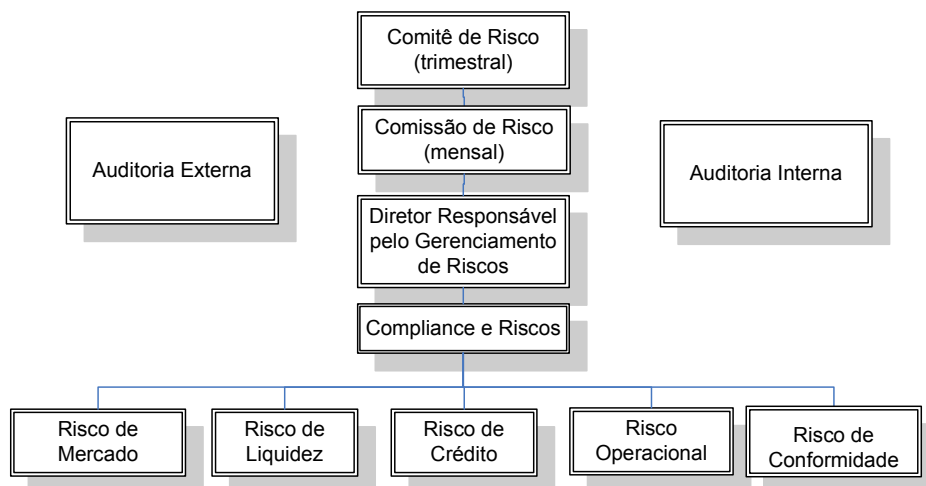 Comitê de Risco
(trimestral)
Comissão de Risco
(mensal)
Auditoria Externa
Auditoria Interna
Diretor Responsável
pelo Gerenciamento
de Riscos
Compliance e Riscos
Risco de
Mercado
Risco de
Liquidez
Risco de
Crédito
Risco
Operacional
Risco de
Conformidade